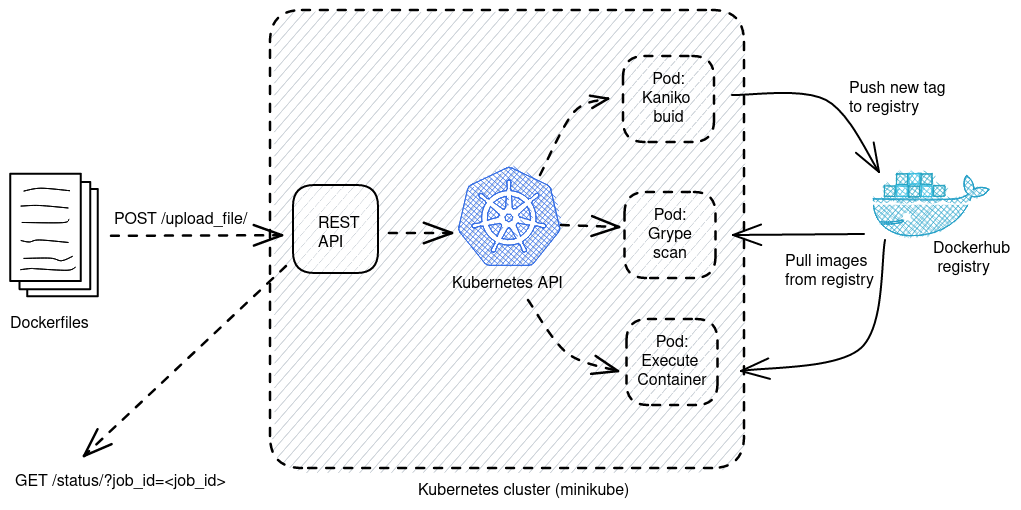 Dockerfiles
POST /upload_file/
REST
API
GET /status/?job_id=<job_id>
Kubernetes API
Pod:
Kaniko
buid
Pod:
Grype
scan
Pod:
Execute
Container
Push new tag
to registry
Dockerhub
registry
Pull images
from registry
Kubernetes cluster (minikube)